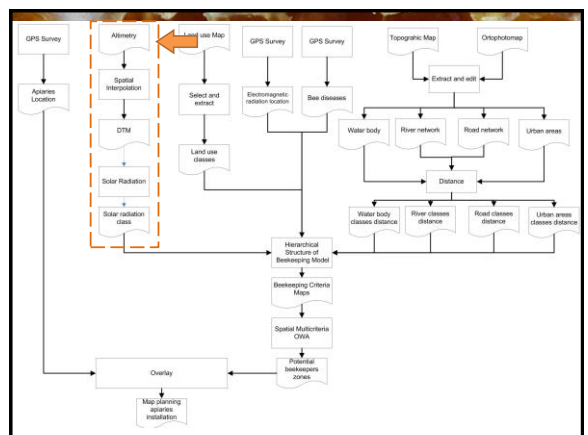 GPS Survey
Altimetry
Land use Map
GPS Survey
GPS Survey
Topograhic Map
Ortophotomap
Apiaries
Location
Spatial
Interpolation
Select and
extract
Electromagnetic
radiation location
Bee diseases
Extract and edit
DTM
Land use
classes
Water body
River network
Road network
Urban areas
Solar Radiation
Distance
Solar radiation
class
Water body
classes distance
River classes
distance
Road classes
distance
Urban areas
classes distance
Hierarchical
Structure of
Beekeeping Model
Beekeeping Criteria
Maps
Spatial Multicriteria
OWA
Overlay
Potential
beekeepers
zones
Map planning
apiaries
installation